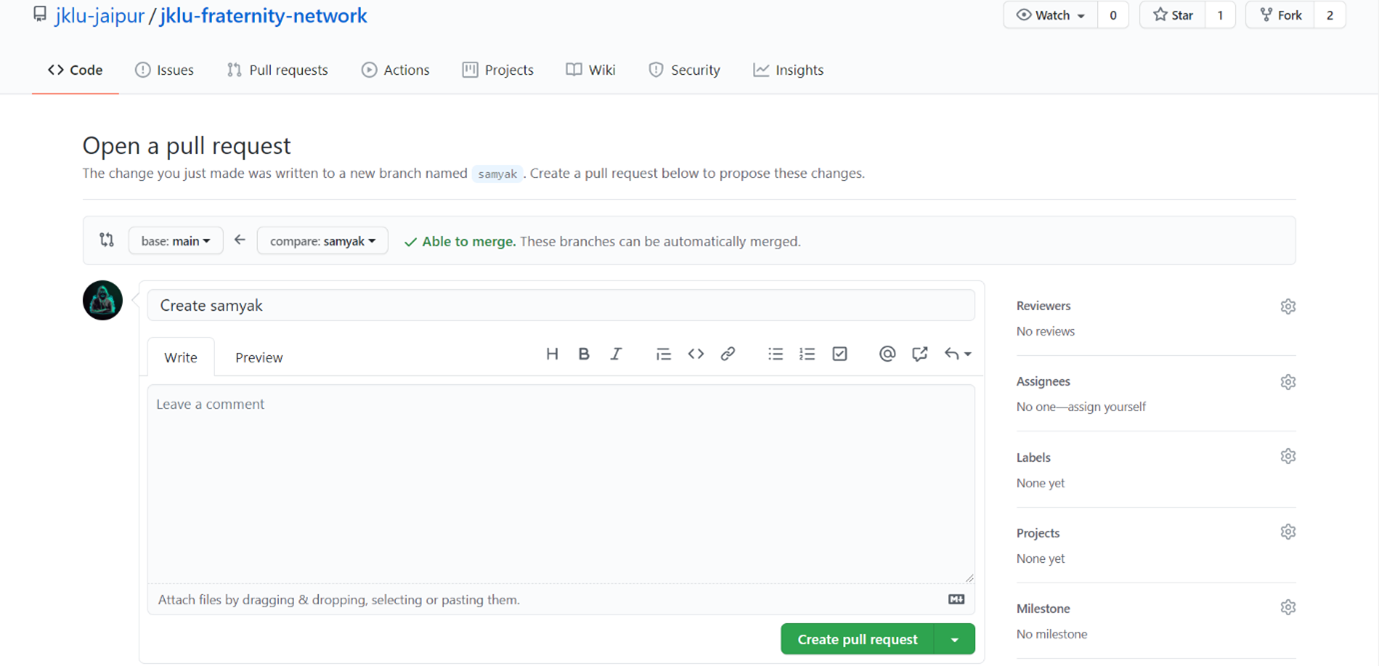 jklu-jaipur / jklu-fraternity-network
Watch 0 Star 1 Fork 2
Code Issues Pull requests Actions Projects Wiki Security Insights
Open a pull request
The change you just made was written to a new branch named samyak. Create a pull request below to propose these changes.
base: main compare: samyak Able to merge. These branches can be automatically merged.
Create samyak
Write Preview
Leave a comment
Attach files by dragging & dropping, selecting or pasting them.
Create pull request
Reviewers
No reviews
Assignees
No one—assign yourself
Labels
None yet
Projects
None yet
Milestone
No milestone